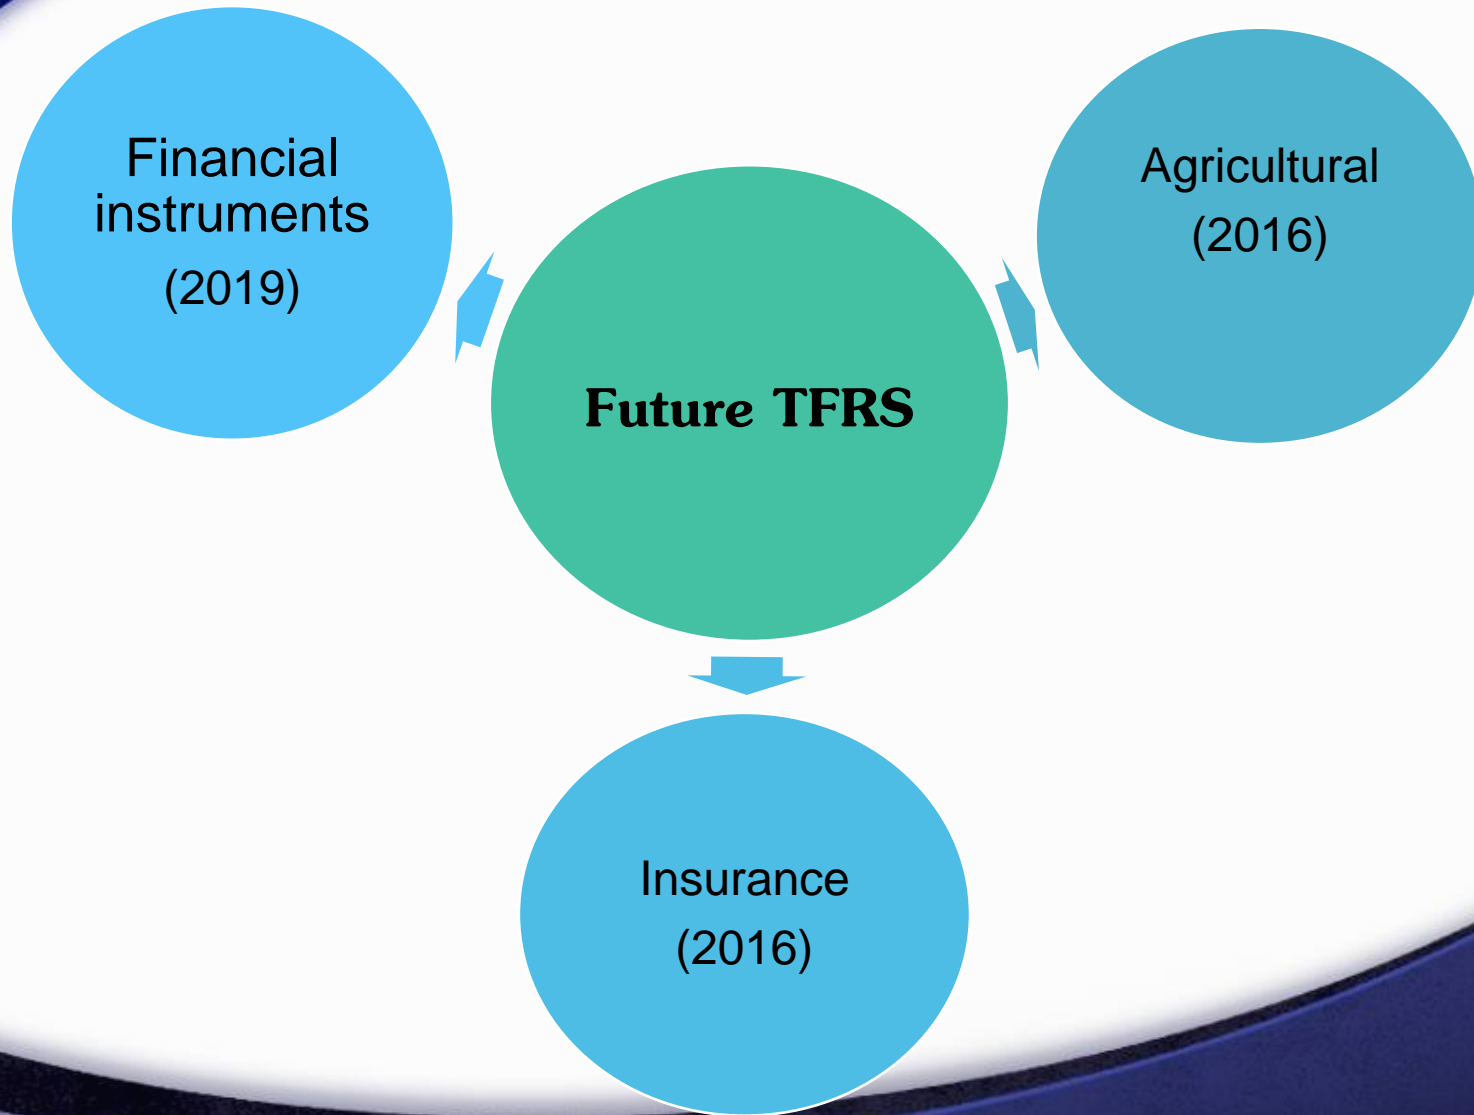 Financial
instruments
(2019)
Agricultural
(2016)
Future TFRS
Insurance
(2016)